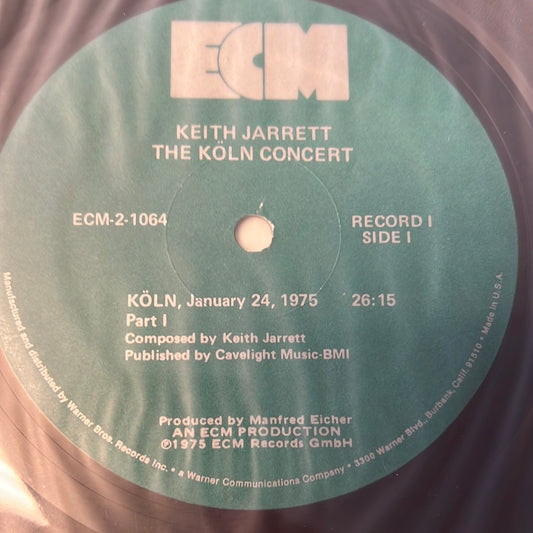 ECM
KEITH JARRETT
THE KÖLN CONCERT
ECM-2-1064
RECORD I
SIDE I
KÖLN, January 24, 1975 26:15
Part I
Composed by Keith Jarrett
Published by Cavelight Music-BMI
Produced by Manfred Eicher
AN ECM PRODUCTION
℗1975 ECM Records GmbH
Manufactured and distributed by Warner Bros. Records Inc. • a Warner Communications Company • 3300 Warner Blvd., Burbank, Calif. 91510 • Made in U.S.A.